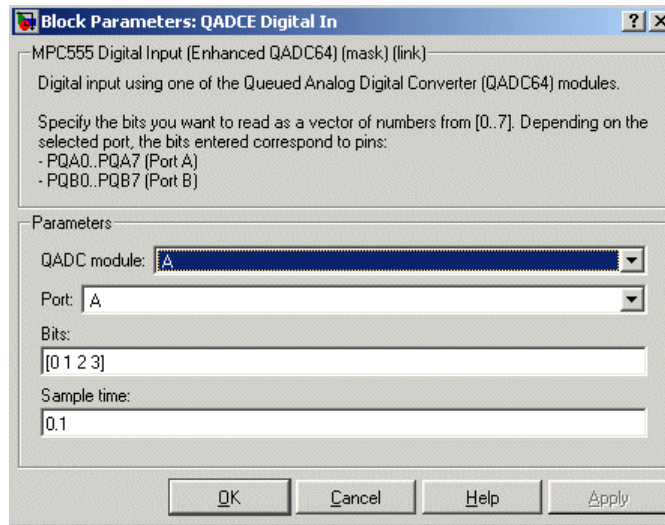 Block Parameters: QADCE Digital In
MPC555 Digital Input (Enhanced QADC64) (mask) (link)
Digital input using one of the Queued Analog Digital Converter (QADC64) modules.
Specify the bits you want to read as a vector of numbers from [0..7]. Depending on the
selected port, the bits entered correspond to pins:
- PQA0..PQA7 (Port A)
- PQB0..PQB7 (Port B)
Parameters
QADC module: A
Port: A
Bits:
[0 1 2 3]
Sample time:
0.1
OK Cancel Help Apply